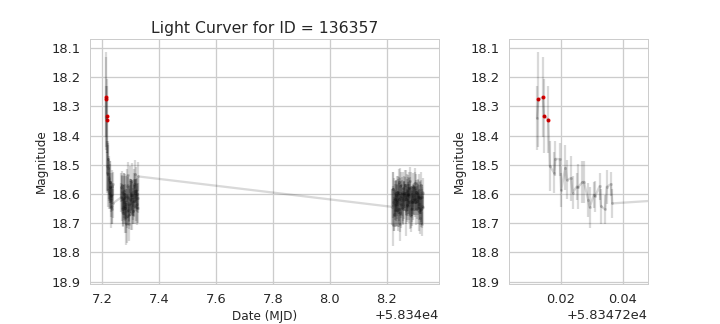 Light Curver for ID = 136357
18.1
18.2
18.3
18.4
18.5
18.6
18.7
18.8
18.9
Magnitude
7.2 7.4 7.6 7.8 8.0 8.2
+5.834e4
Date (MJD)
18.1
18.2
18.3
18.4
18.5
18.6
18.7
18.8
18.9
Magnitude
0.02 0.04
+5.83472e4